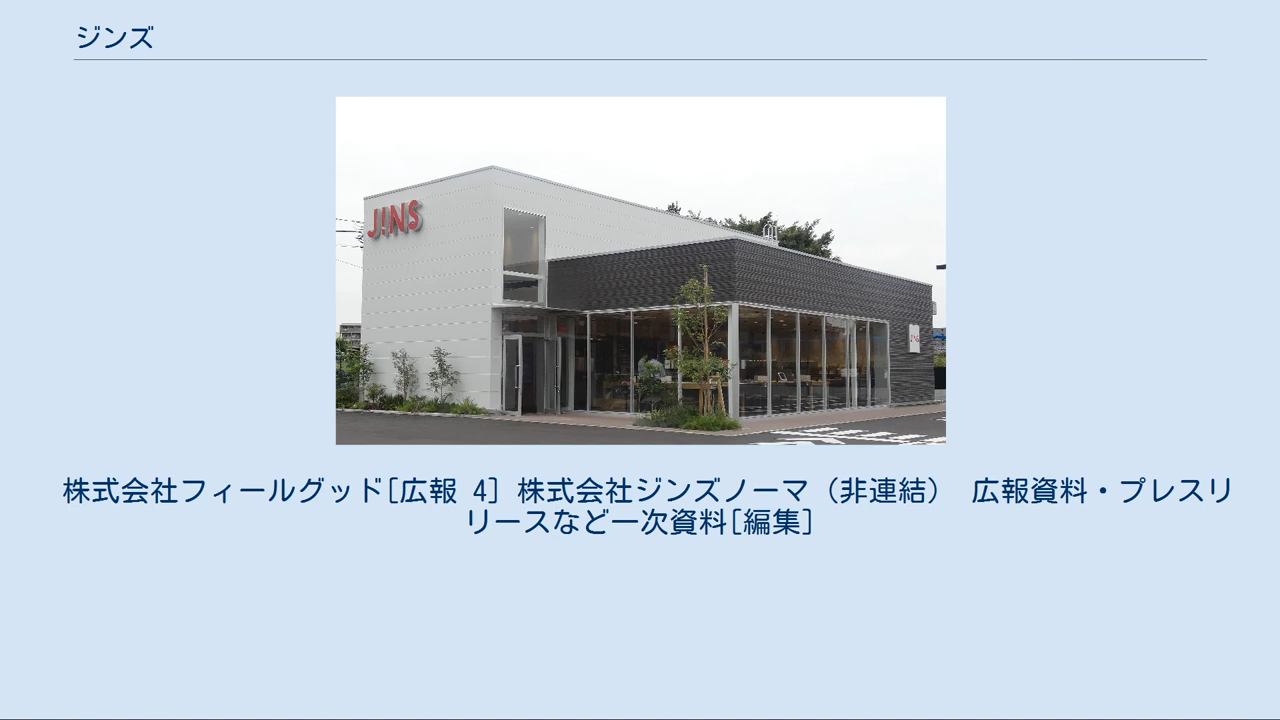 ジンズ
JINS
JINS
株式会社フィールグッド[広報 4] 株式会社ジンズノーマ（非連結） 広報資料・プレスリ
リースなど一次資料[編集]